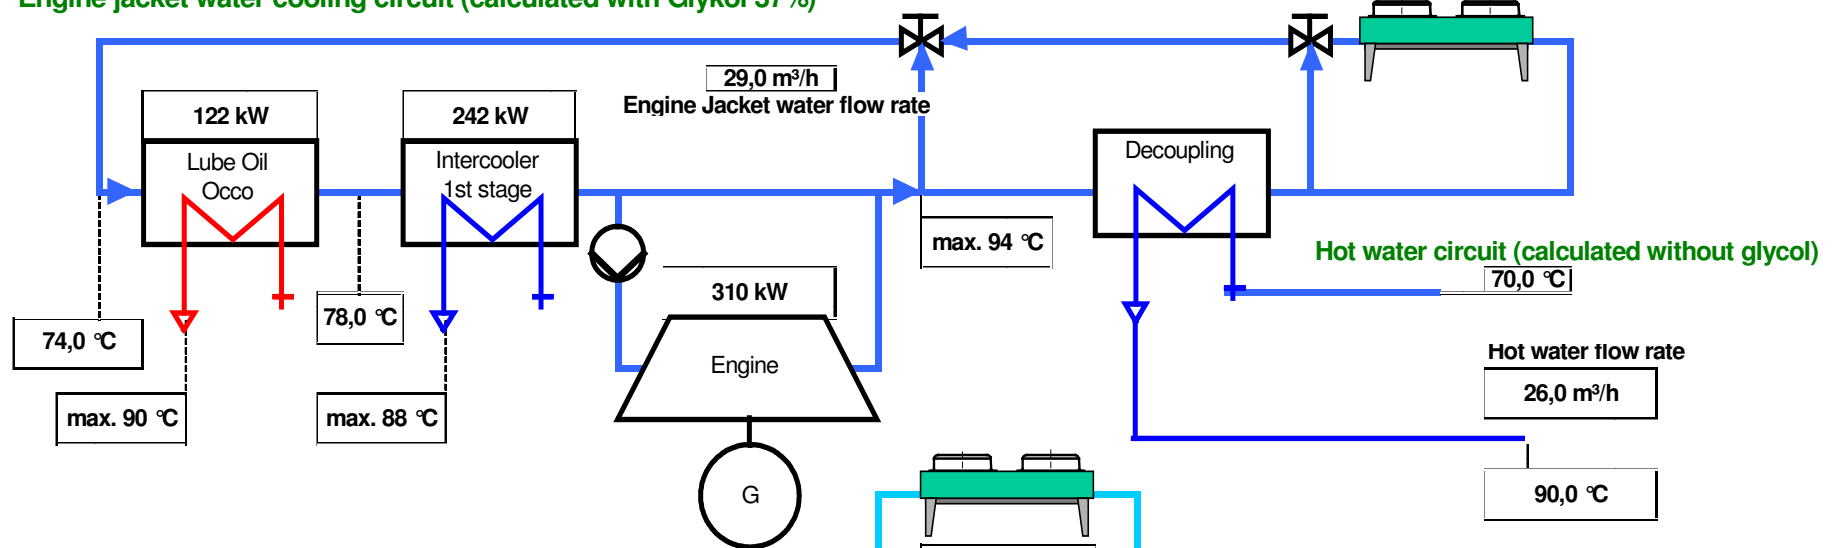 Engine jacket water cooling circuit (calculated with Glykol 37%)
29,0 m³/h
Engine Jacket water flow rate
122 kW
242 kW
Lube Oil
Occo
Intercooler
1st stage
Decoupling
max. 94 °C
Hot water circuit (calculated without glycol)
70,0 °C
310 kW
78,0 °C
74,0 °C
Engine
Hot water flow rate
26,0 m³/h
max. 90 °C
max. 88 °C
G
90,0 °C